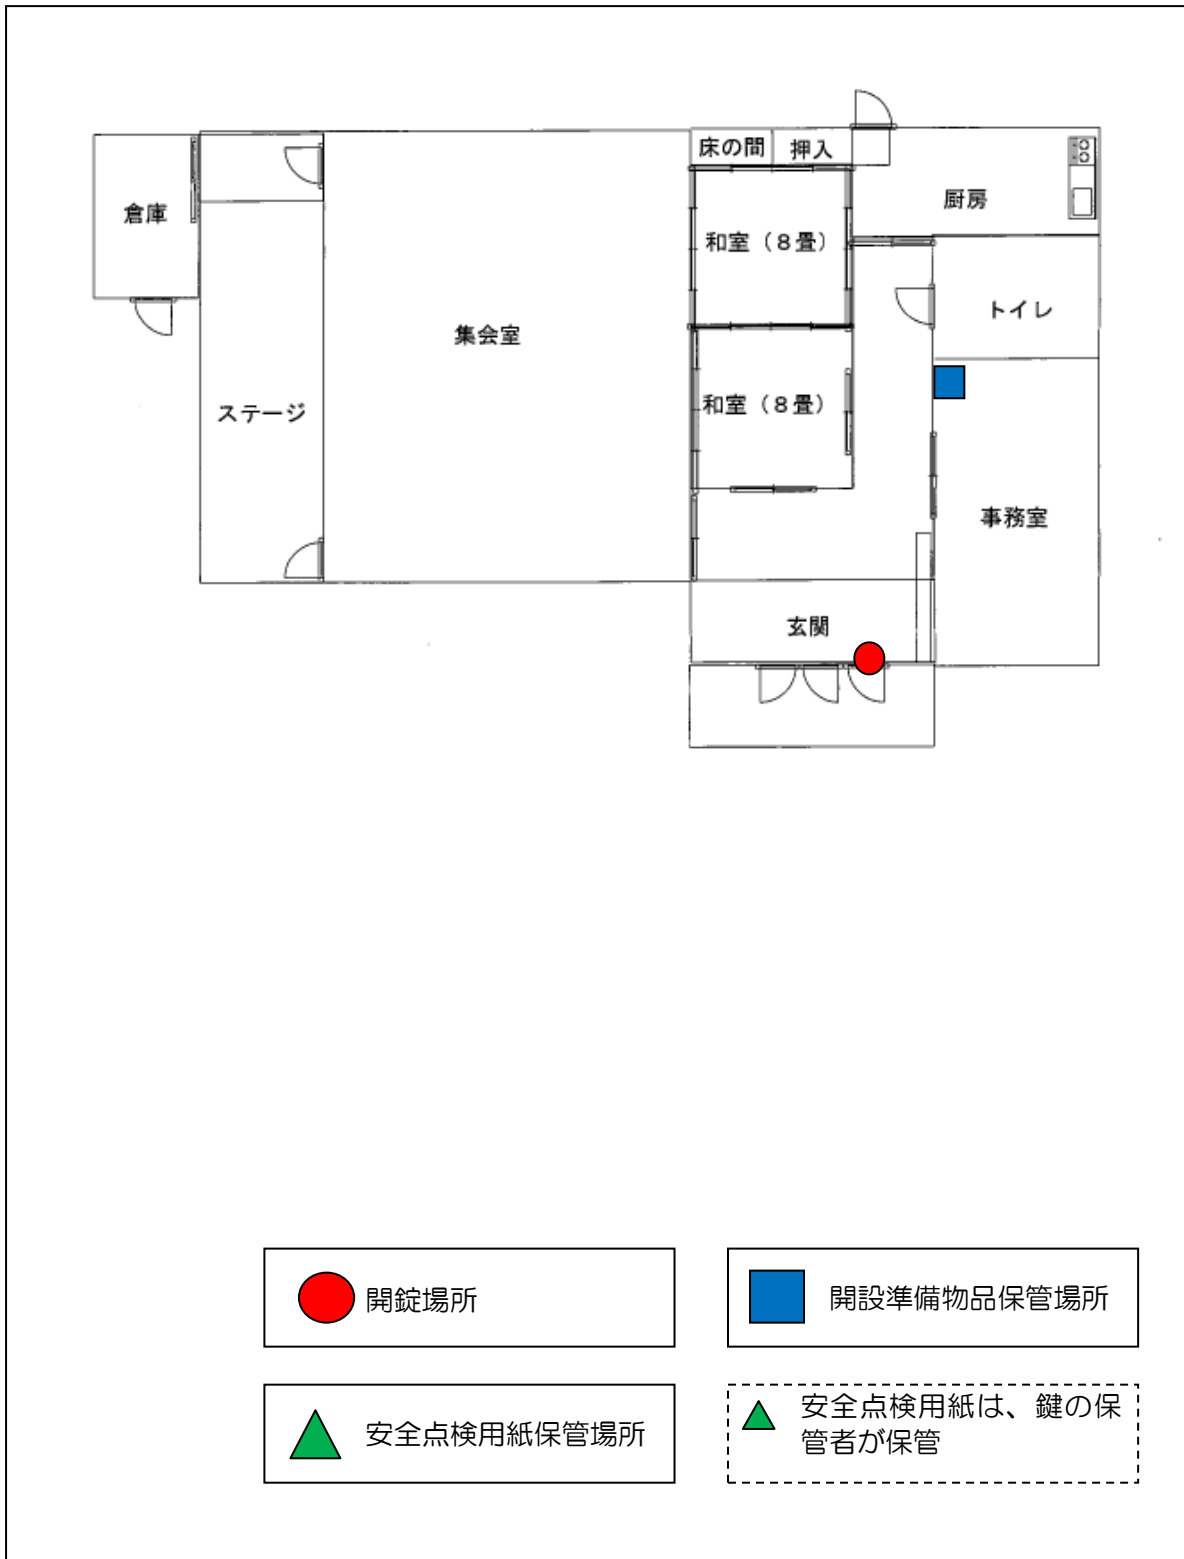 床の間
押入
倉庫
厨房
和室（８畳）
トイレ
集会室
和室（８畳）
ステージ
事務室
玄関
開錠場所
開設準備物品保管場所
安全点検用紙保管場所
安全点検用紙は、鍵の保
管者が保管